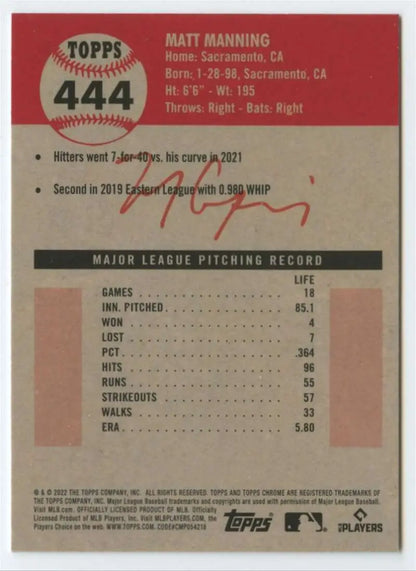 TOPPS
444
MATT MANNING
Home: Sacramento, CA
Born: 1-28-98, Sacramento, CA
Ht: 6'6" - Wt: 195
Throws: Right - Bats: Right
• Hitters went 7-for-40 vs. his curve in 2021
• Second in 2019 Eastern League with 0.980 WHIP
MAJOR LEAGUE PITCHING RECORD
LIFE
GAMES . . . . . . . . . . . . . . . 18
INN. PITCHED . . . . . . . . . . . . 85.1
WON . . . . . . . . . . . . . . . 4
LOST . . . . . . . . . . . . . . . 7
PCT . . . . . . . . . . . . . . . .364
HITS . . . . . . . . . . . . . . . 96
RUNS . . . . . . . . . . . . . . . 55
STRIKEOUTS . . . . . . . . . . . . 57
WALKS . . . . . . . . . . . . . . . 33
ERA . . . . . . . . . . . . . . . 5.80
® & © 2022 THE TOPPS COMPANY, INC. ALL RIGHTS RESERVED. TOPPS AND TOPPS CHROME ARE REGISTERED TRADEMARKS OF
THE TOPPS COMPANY, INC. Major League Baseball trademarks and copyrights are used with permission of Major League Baseball.
Visit MLB.com. OFFICIALLY LICENSED PRODUCT OF MLB. Officially
Licensed Product of MLB Players, Inc. Visit MLBPLAYERS.COM, the
Players Choice on the web. WWW.TOPPS.COM. CODE#CMP054218
Topps
PLAYERS